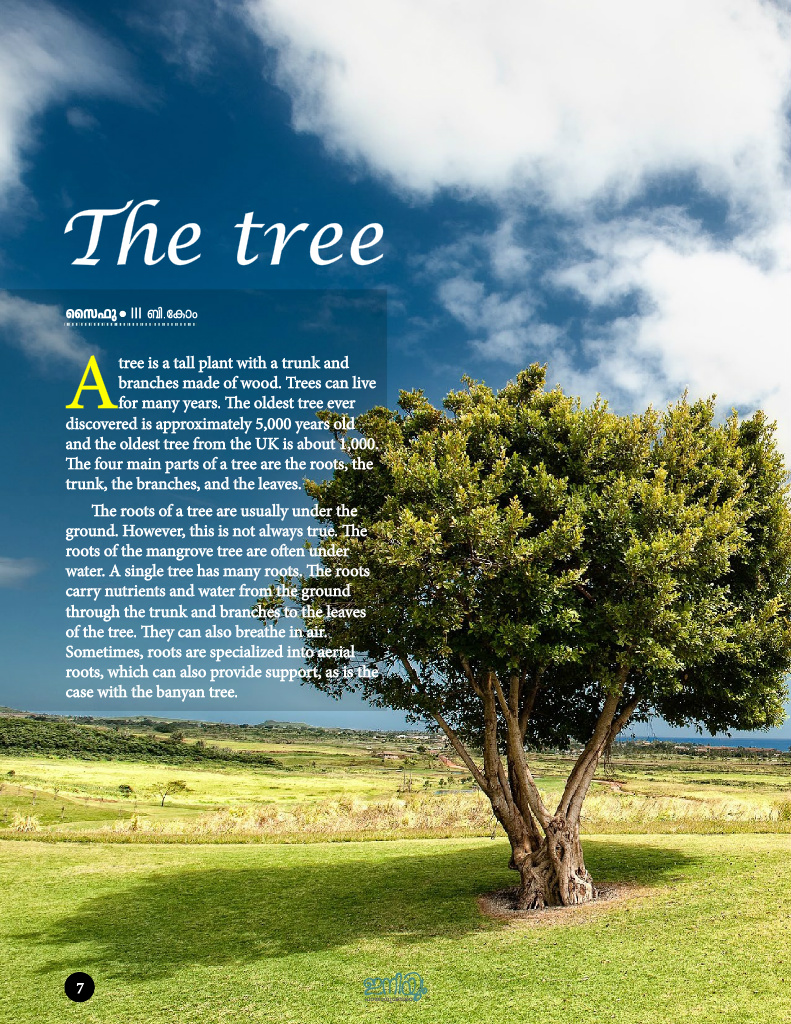 The tree
സൈഫു • III ബി.കോം
A tree is a tall plant with a trunk and
branches made of wood. Trees can live
for many years. The oldest tree ever
discovered is approximately 5,000 years old
and the oldest tree from the UK is about 1,000.
The four main parts of a tree are the roots, the
trunk, the branches, and the leaves.
The roots of a tree are usually under the
ground. However, this is not always true. The
roots of the mangrove tree are often under
water. A single tree has many roots. The roots
carry nutrients and water from the ground
through the trunk and branches to the leaves
of the tree. They can also breathe in air.
Sometimes, roots are specialized into aerial
roots, which can also provide support, as is the
case with the banyan tree.
7